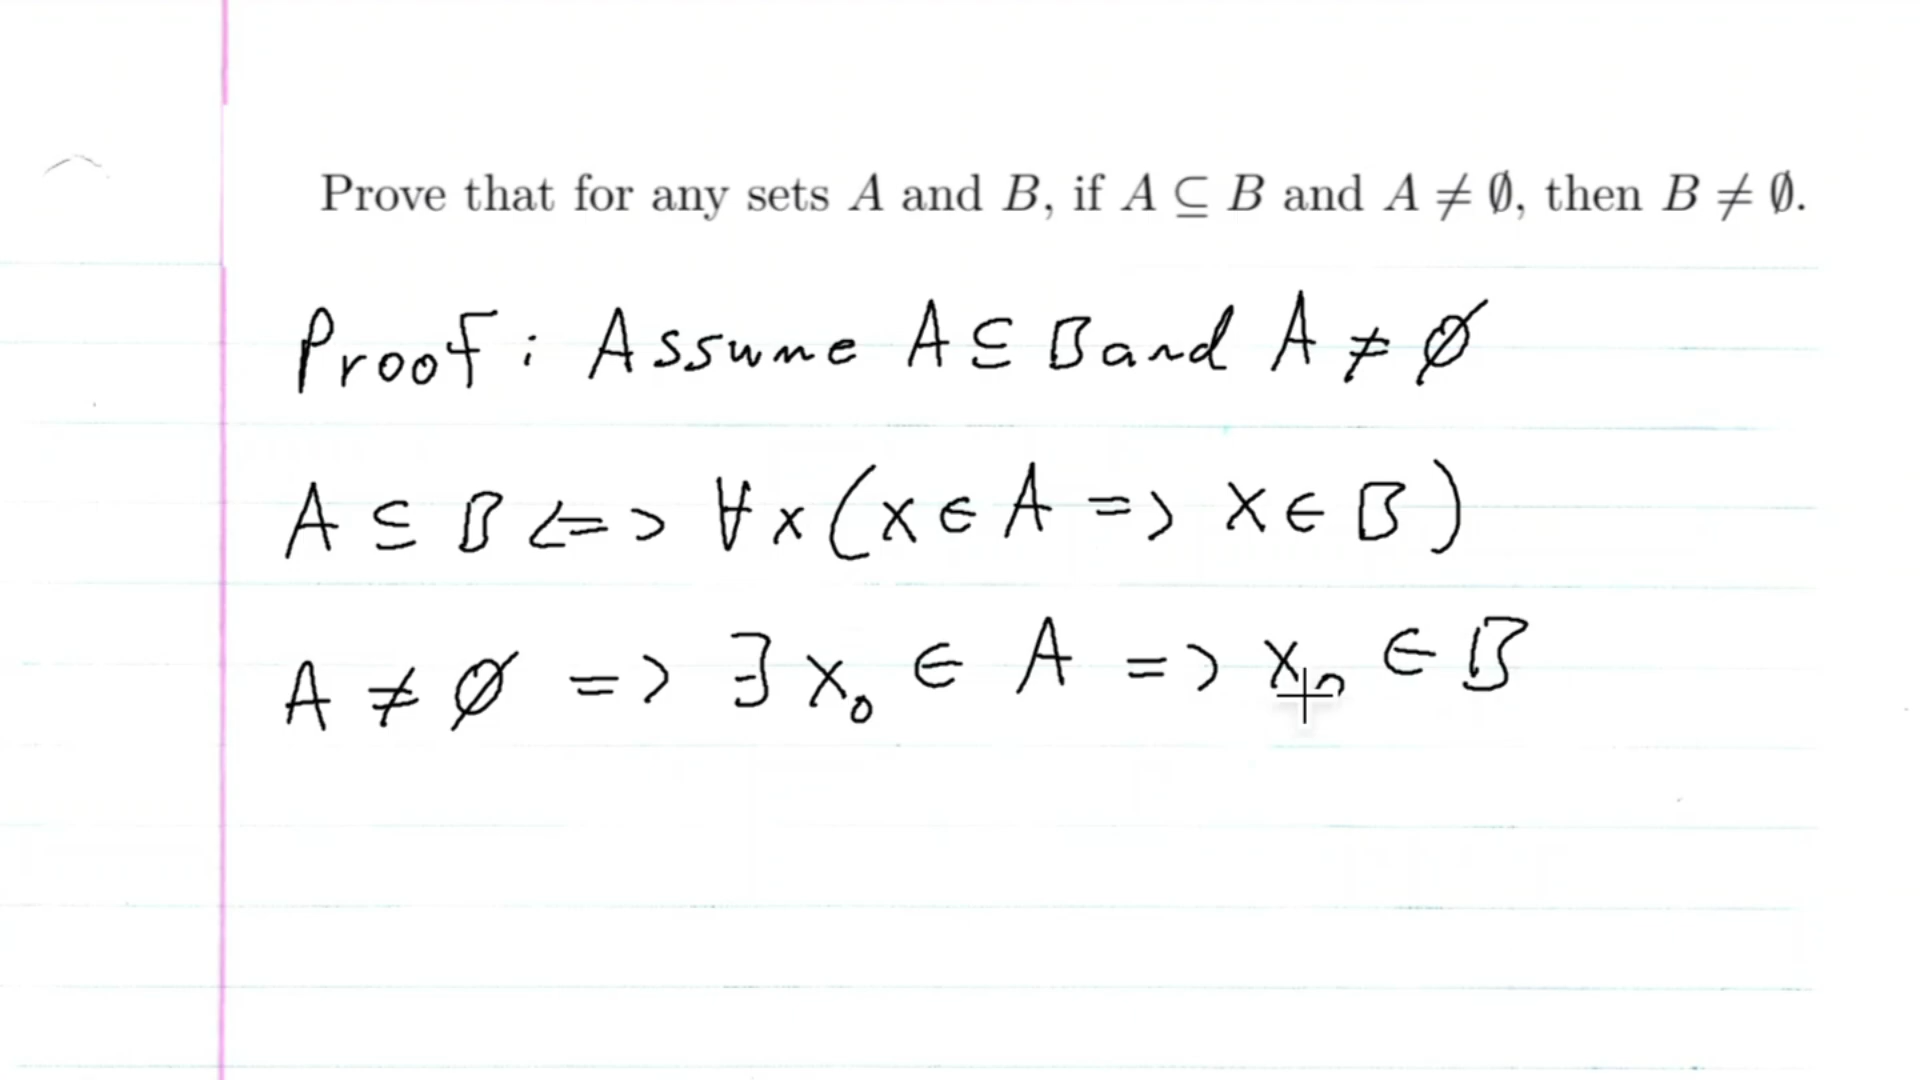 Prove that for any sets A and B, if A ⊆ B and A ≠ ∅, then B ≠ ∅.
Proof: Assume A ⊆ B and A ≠ ∅
A ⊆ B <=> ∀x(x ∈ A => x ∈ B)
A ≠ ∅ => ∃ x₀ ∈ A => x₀ ∈ B